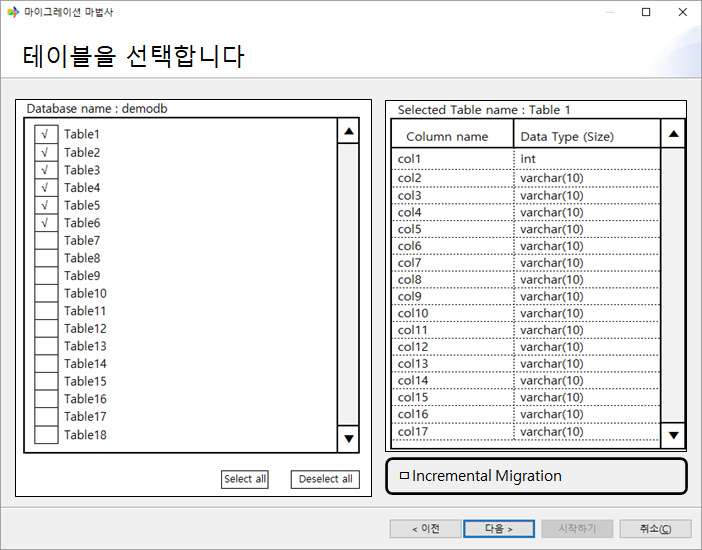 마이그레이션 마법사
테이블을 선택합니다
Database name : demodb
√ Table1
√ Table2
√ Table3
√ Table4
√ Table5
√ Table6
Table7
Table8
Table9
Table10
Table11
Table12
Table13
Table14
Table15
Table16
Table17
Table18
Select all Deselect all
Selected Table name : Table 1
Column name Data Type (Size)
col1 int
col2 varchar(10)
col3 varchar(10)
col4 varchar(10)
col5 varchar(10)
col6 varchar(10)
col7 varchar(10)
col8 varchar(10)
col9 varchar(10)
col10 varchar(10)
col11 varchar(10)
col12 varchar(10)
col13 varchar(10)
col14 varchar(10)
col15 varchar(10)
col16 varchar(10)
col17 varchar(10)
ㅁIncremental Migration
< 이전 다음 > 시작하기 취소(C)